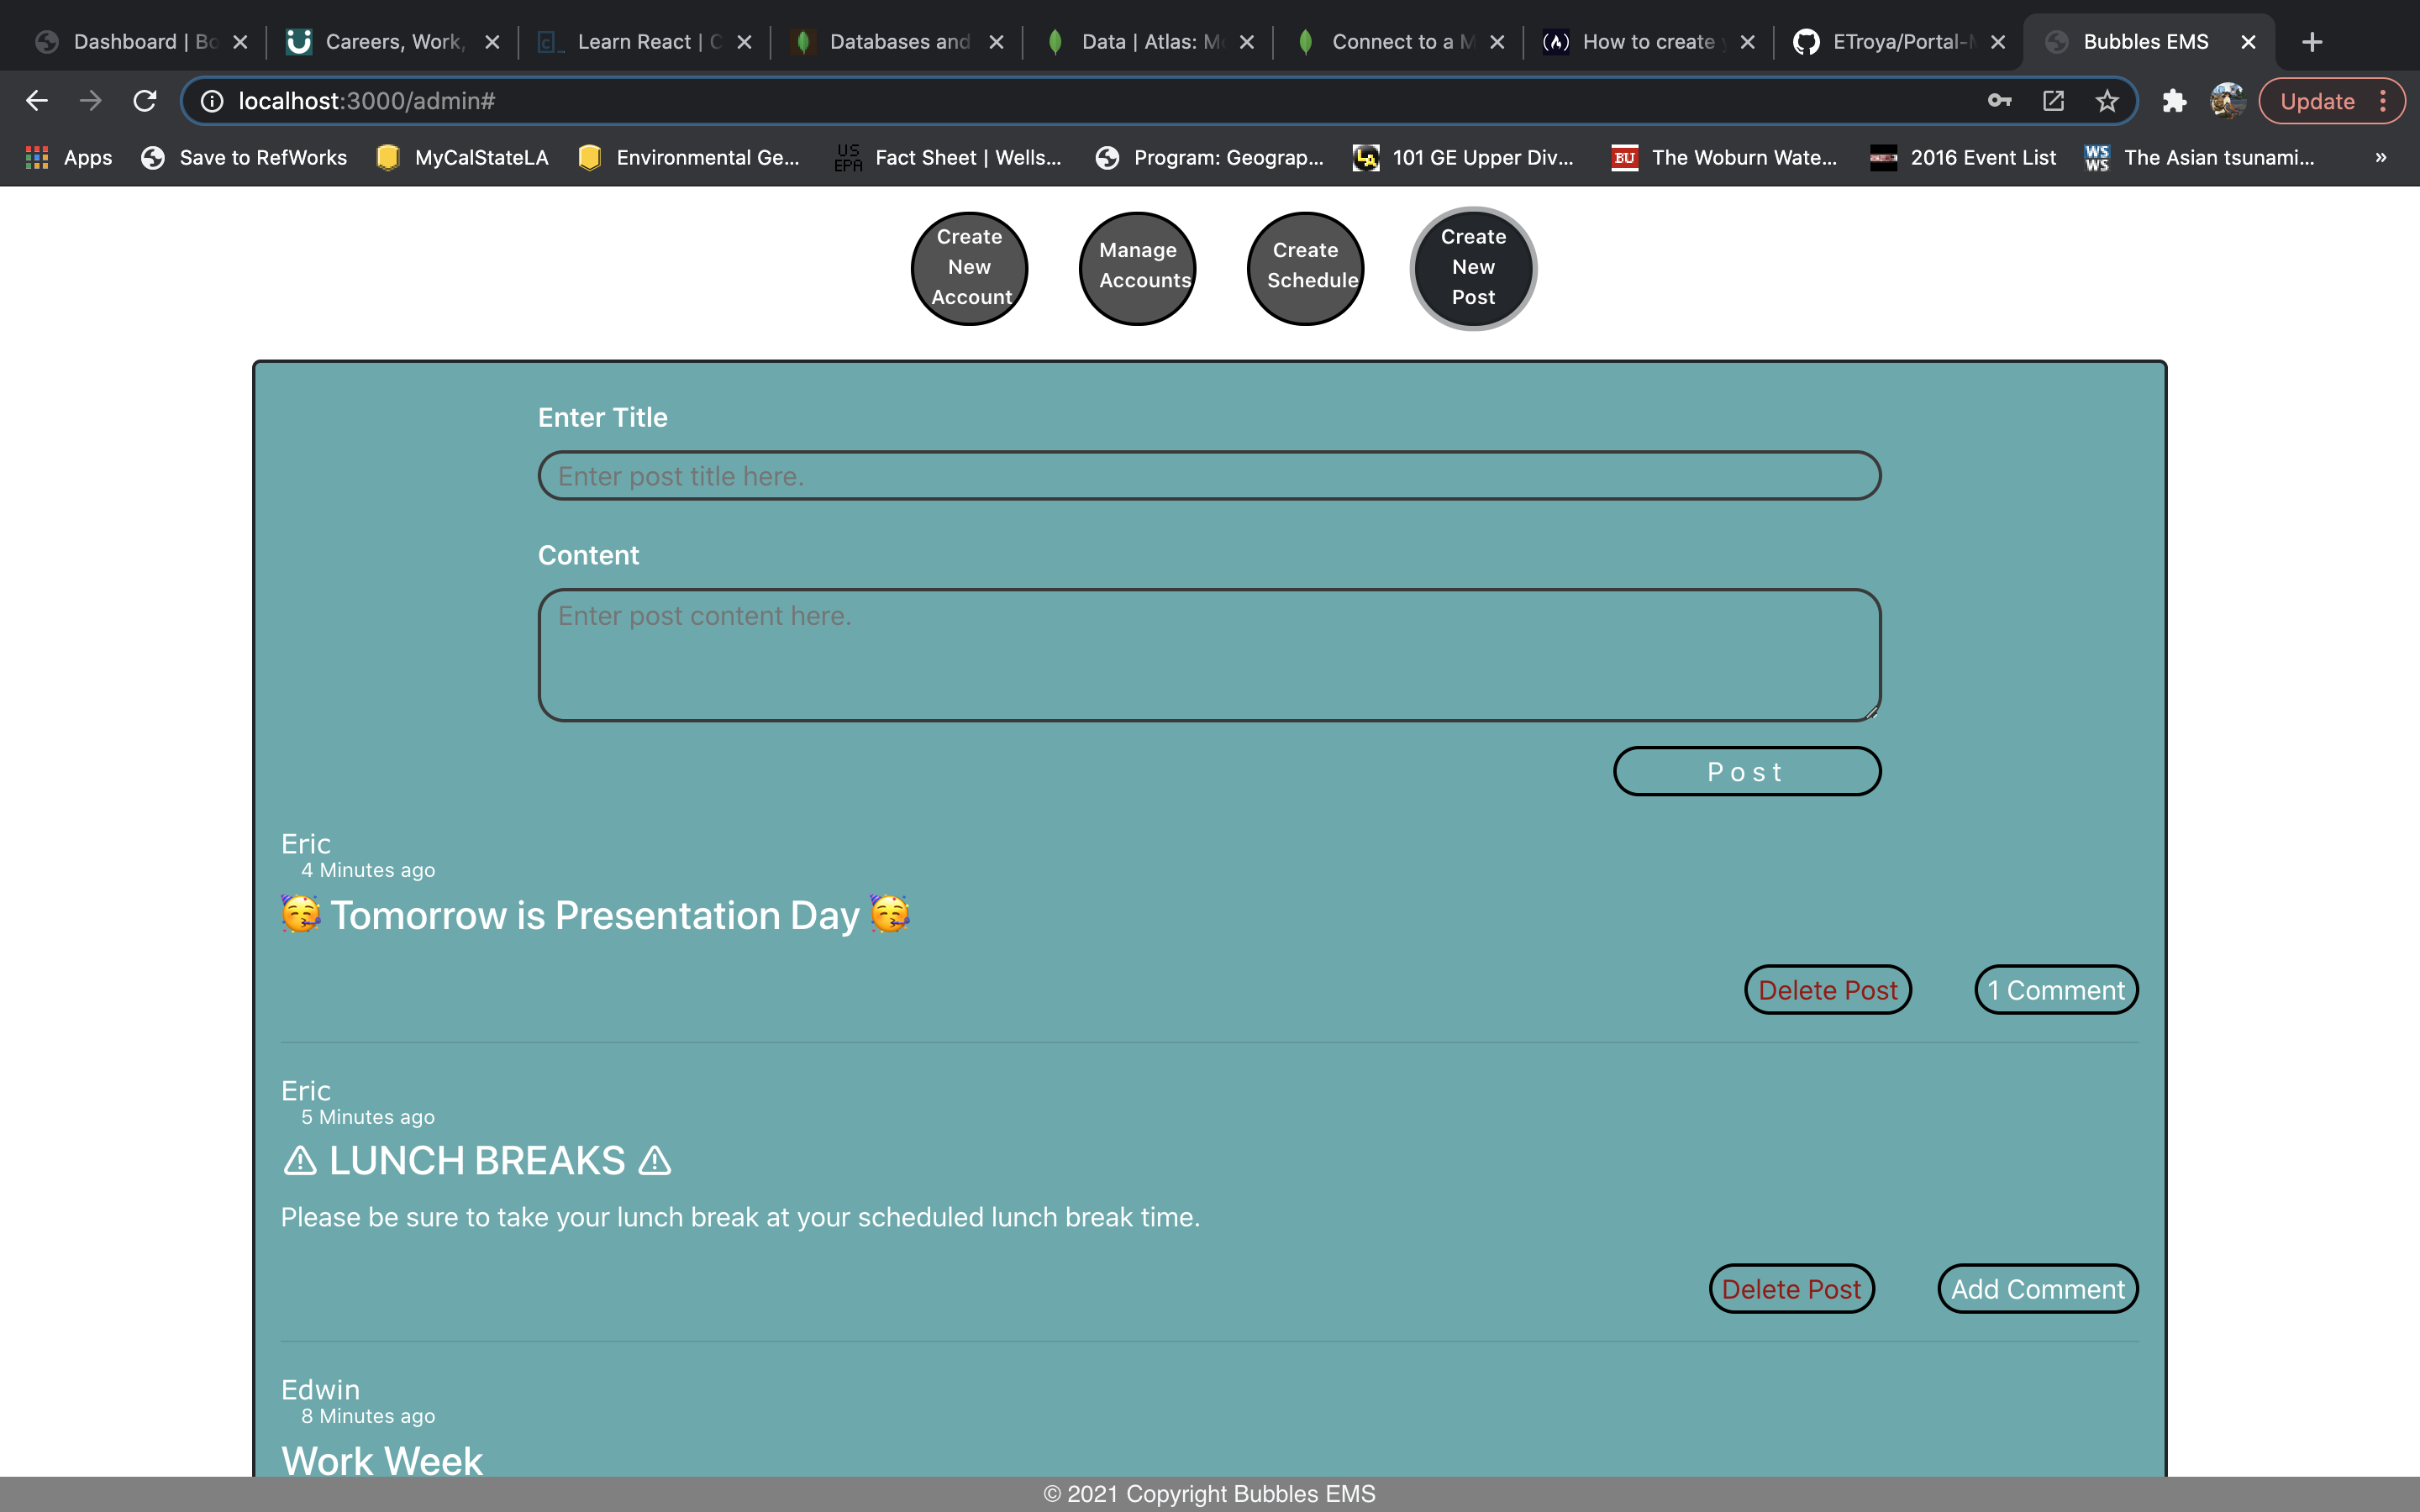 Dashboard | Bo
Careers, Work,
Learn React | C
Databases and
Data | Atlas: Mo
Connect to a M
How to create y
ETroya/Portal-M
Bubbles EMS
localhost:3000/admin#
Update
Apps
Save to RefWorks
MyCalStateLA
Environmental Ge...
US EPA
Fact Sheet | Wells...
Program: Geograp...
101 GE Upper Div...
BU
The Woburn Wate...
2016 Event List
WS WS
The Asian tsunami...
»
Create
New
Account
Manage
Accounts
Create
Schedule
Create
New
Post
Enter Title
Enter post title here.
Content
Enter post content here.
Post
Eric
4 Minutes ago
🥳 Tomorrow is Presentation Day 🥳
Delete Post
1 Comment
Eric
5 Minutes ago
⚠ LUNCH BREAKS ⚠
Please be sure to take your lunch break at your scheduled lunch break time.
Delete Post
Add Comment
Edwin
8 Minutes ago
Work Week
© 2021 Copyright Bubbles EMS